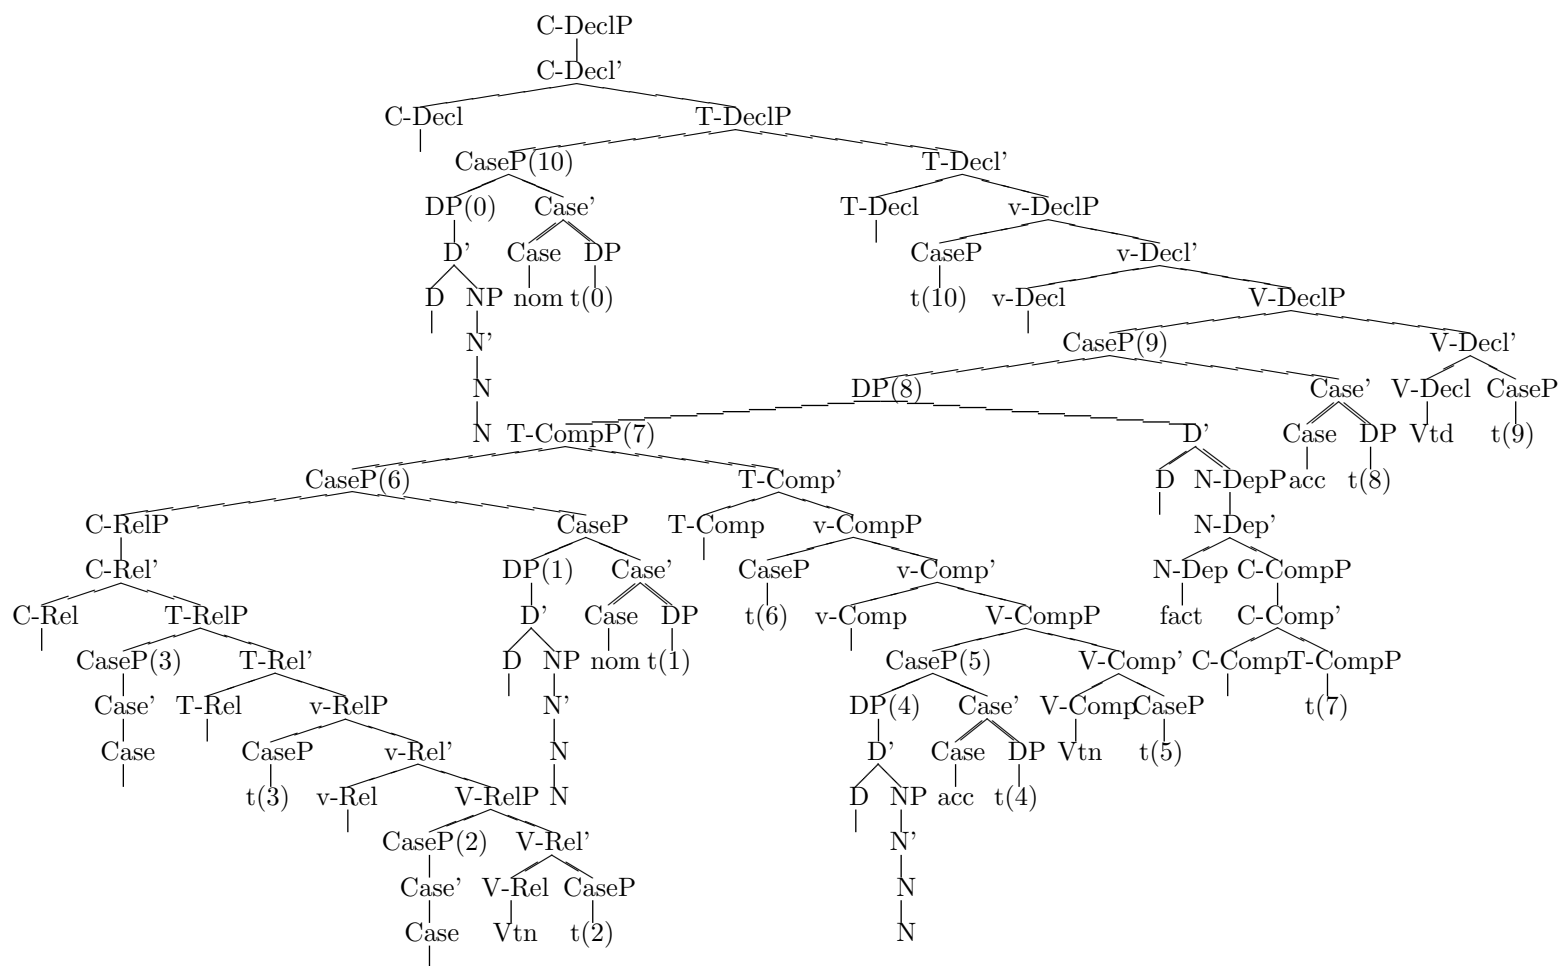 C-DeclP
C-Decl'
C-Decl T-DeclP
CaseP(10) T-Decl'
DP(0) Case' T-Decl v-DeclP
D' Case DP CaseP v-Decl'
D NP nom t(0) t(10) v-Decl V-DeclP
N' CaseP(9) V-Decl'
N DP(8) Case' V-Decl CaseP
N T-CompP(7) D' Case DP Vtd t(9)
CaseP(6) T-Comp' D N-DepP acc t(8)
C-RelP CaseP T-Comp v-CompP N-Dep'
C-Rel' DP(1) Case' CaseP v-Comp' N-Dep C-CompP
C-Rel T-RelP D' Case DP t(6) v-Comp V-CompP fact C-Comp'
CaseP(3) T-Rel' D NP nom t(1) CaseP(5) V-Comp' C-Comp T-CompP
Case' T-Rel v-RelP N' DP(4) Case' V-Comp CaseP t(7)
Case CaseP v-Rel' N D' Case DP Vtn t(5)
t(3) v-Rel V-RelP N D NP acc t(4)
CaseP(2) V-Rel' N'
Case' V-Rel CaseP N
Case Vtn t(2) N